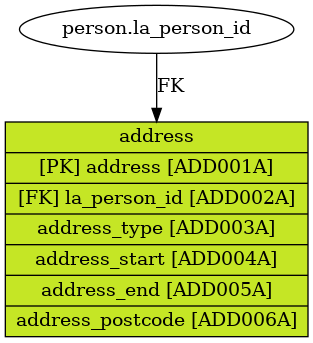 person.la_person_id
FK
address
[PK] address [ADD001A]
[FK] la_person_id [ADD002A]
address_type [ADD003A]
address_start [ADD004A]
address_end [ADD005A]
address_postcode [ADD006A]